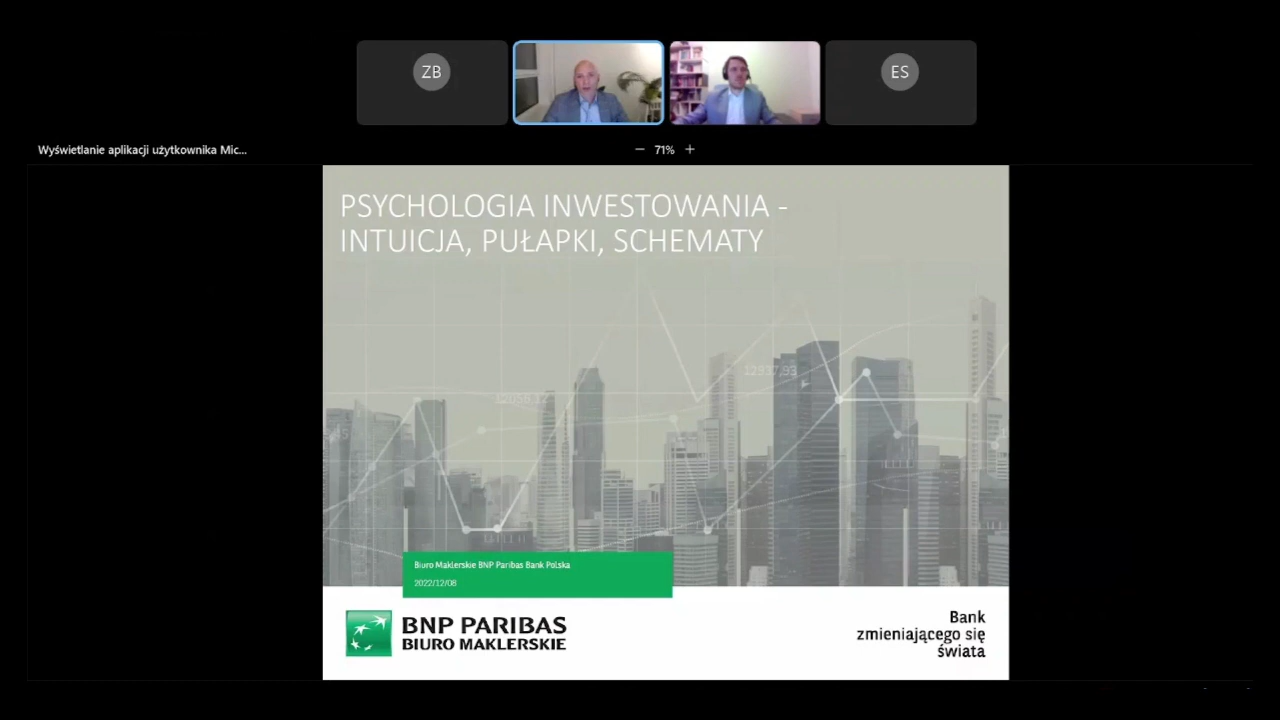 ZB
ES
Wyświetlanie aplikacji użytkownika Mic...
71%
PSYCHOLOGIA INWESTOWANIA -
INTUICJA, PUŁAPKI, SCHEMATY
Biuro Maklerskie BNP Paribas Bank Polska
2022/12/08
BNP PARIBAS
BIURO MAKLERSKIE
Bank
zmieniającego się
świata